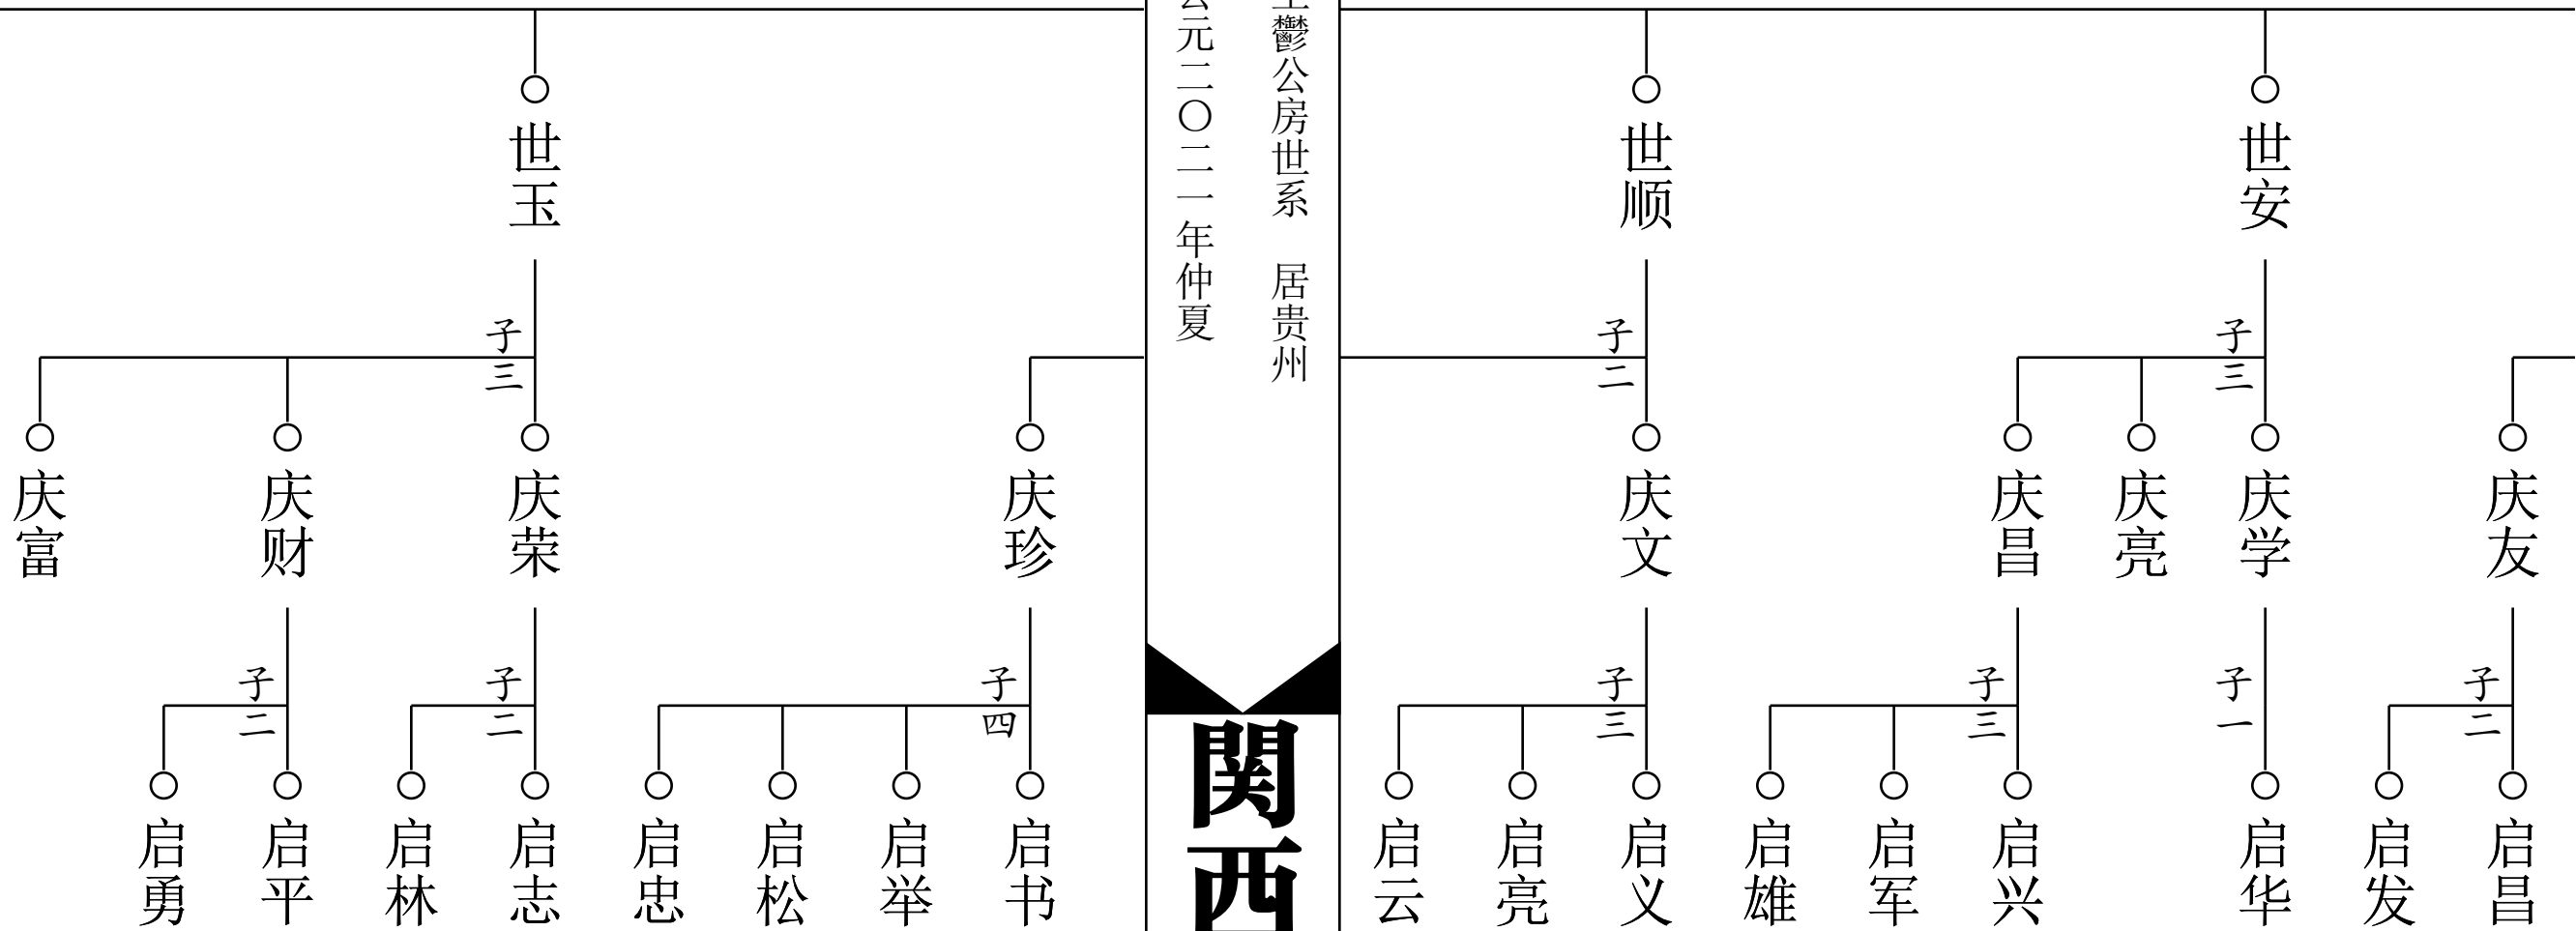 世安
世顺
鬱公房世系 居贵州
元二〇二一年仲夏
世玉
子三
子二
子三
庆友
庆学
庆亮
庆昌
庆文
庆珍
庆荣
庆财
庆富
子二
子一
子三
子三
子四
子二
子二
関西
启昌
启发
启华
启兴
启军
启雄
启义
启亮
启云
启书
启举
启松
启忠
启志
启林
启平
启勇